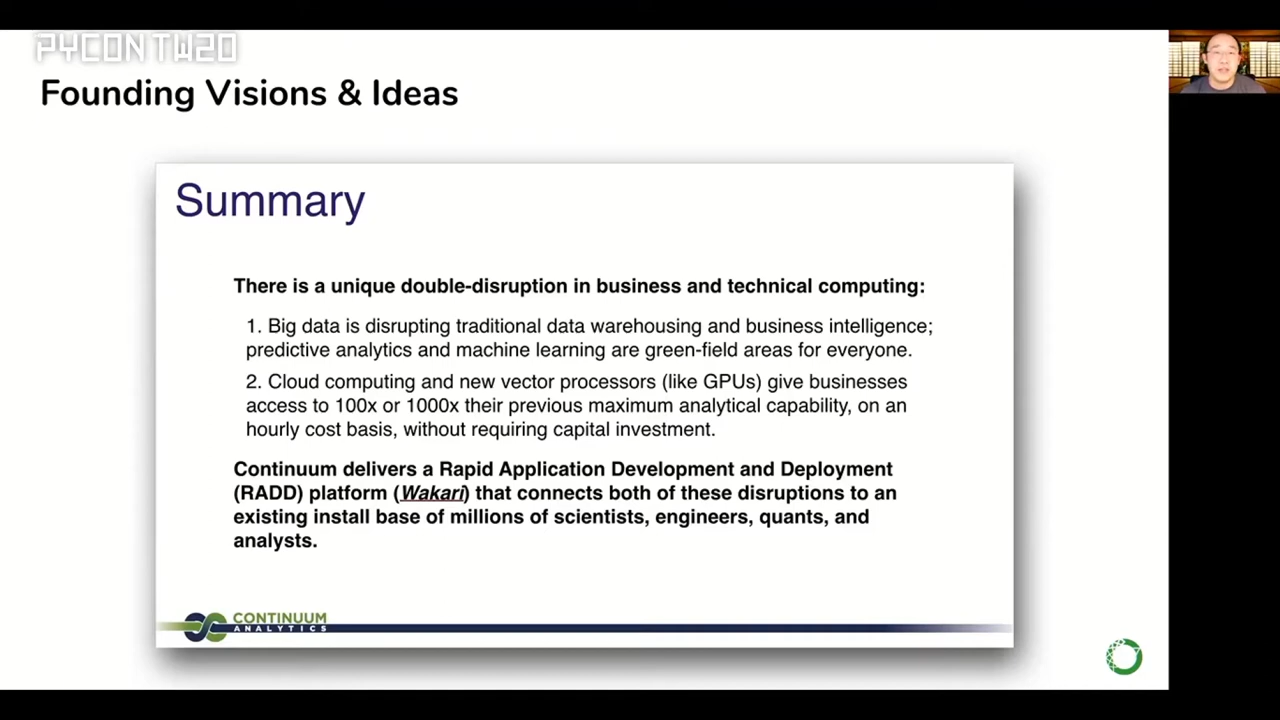 PYCON TW20
Founding Visions & Ideas
Summary
There is a unique double-disruption in business and technical computing:
1. Big data is disrupting traditional data warehousing and business intelligence;
predictive analytics and machine learning are green-field areas for everyone.
2. Cloud computing and new vector processors (like GPUs) give businesses
access to 100x or 1000x their previous maximum analytical capability, on an
hourly cost basis, without requiring capital investment.
Continuum delivers a Rapid Application Development and Deployment
(RADD) platform (Wakari) that connects both of these disruptions to an
existing install base of millions of scientists, engineers, quants, and
analysts.
CONTINUUM
ANALYTICS